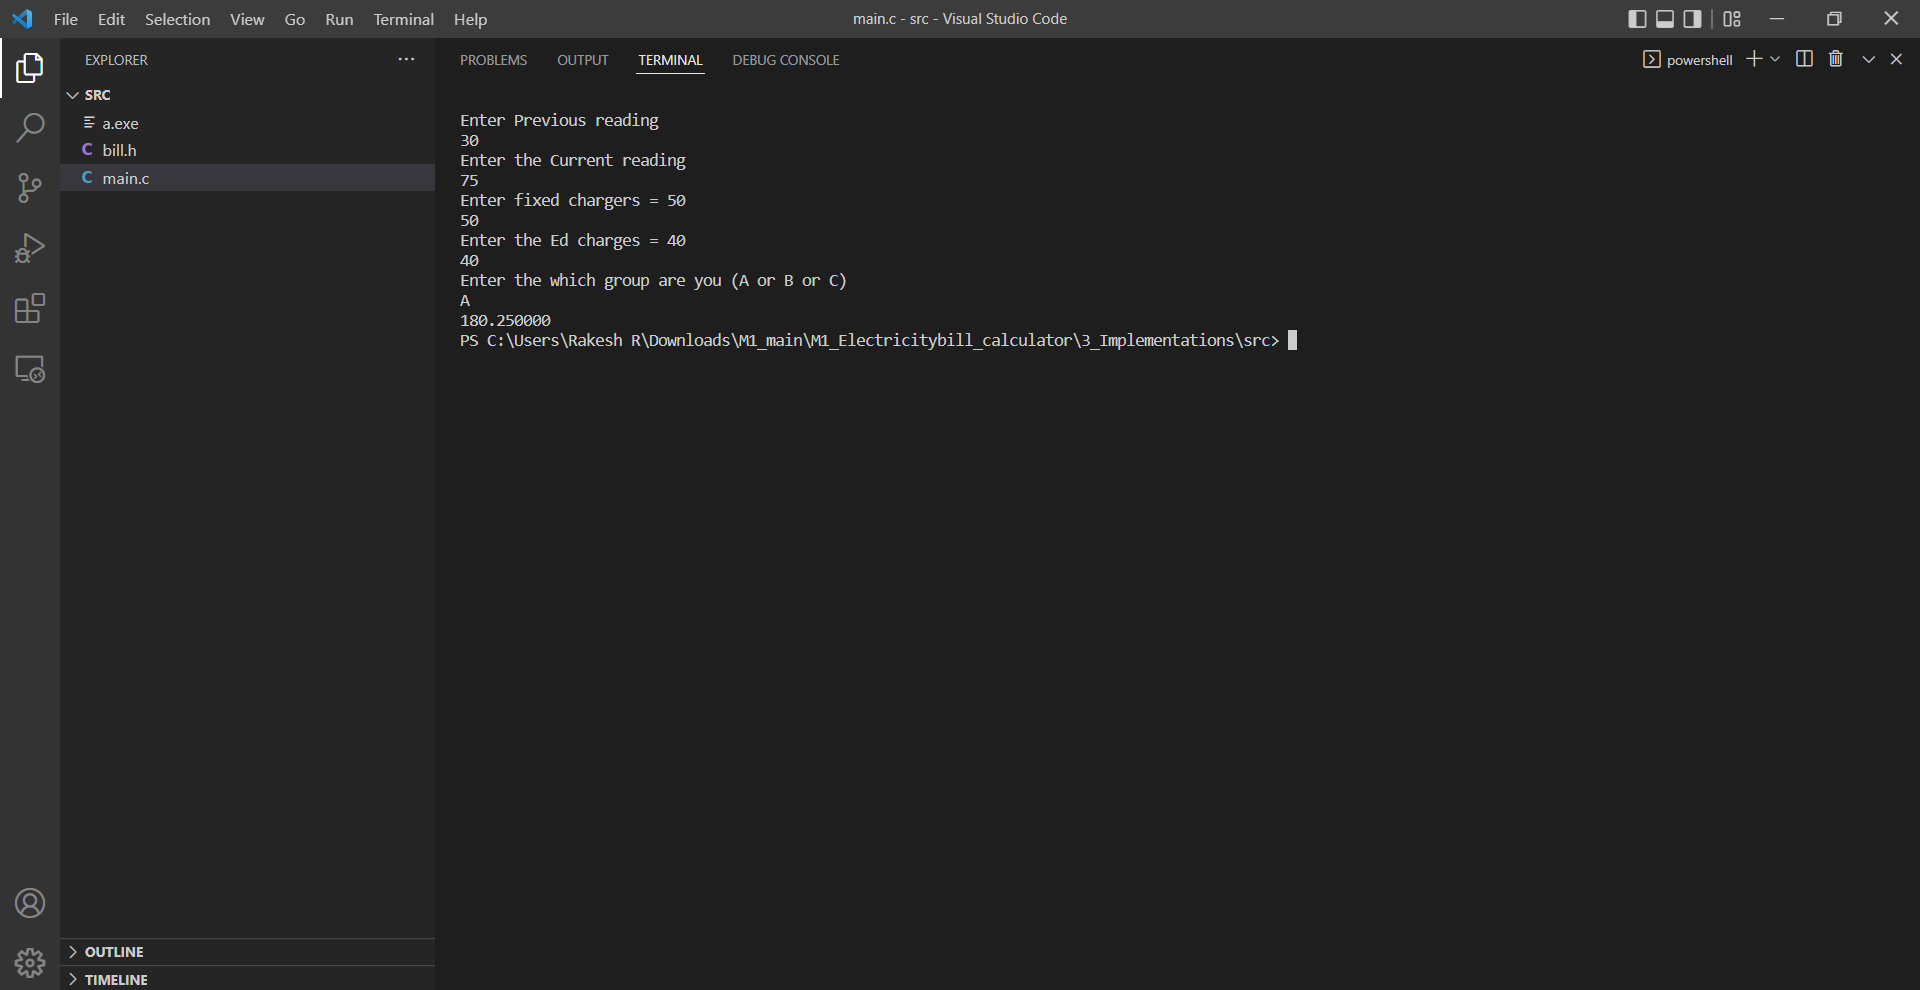 File Edit Selection View Go Run Terminal Help
main.c - src - Visual Studio Code
EXPLORER
SRC
a.exe
C bill.h
C main.c
OUTLINE
TIMELINE
PROBLEMS OUTPUT TERMINAL DEBUG CONSOLE
powershell
Enter Previous reading
30
Enter the Current reading
75
Enter fixed chargers = 50
50
Enter the Ed charges = 40
40
Enter the which group are you (A or B or C)
A
180.250000
PS C:\Users\Rakesh R\Downloads\M1_main\M1_Electricitybill_calculator\3_Implementations\src>